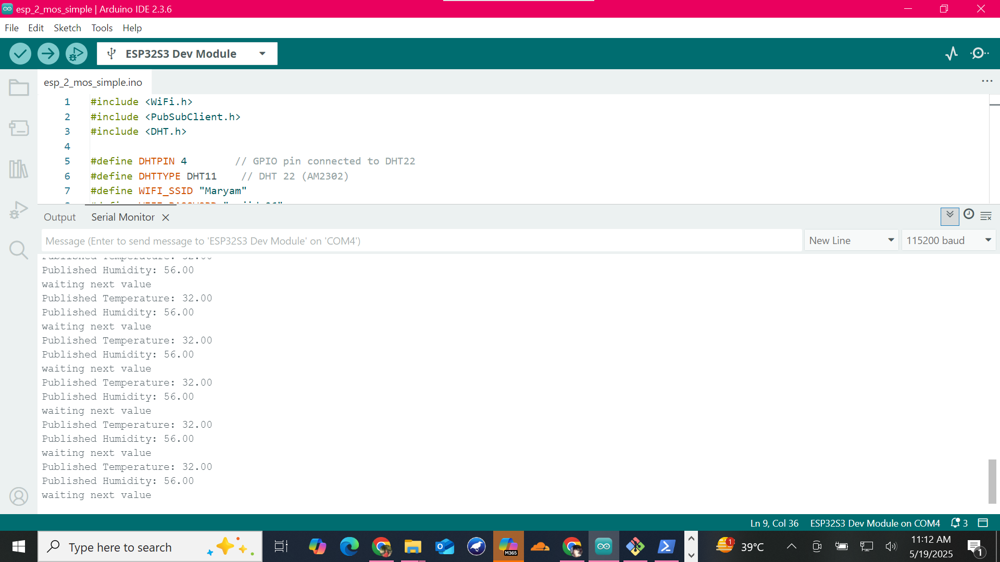 esp_2_mos_simple | Arduino IDE 2.3.6
File Edit Sketch Tools Help
ESP32S3 Dev Module
esp_2_mos_simple.ino
1 #include <WiFi.h>
2 #include <PubSubClient.h>
3 #include <DHT.h>
4
5 #define DHTPIN 4 // GPIO pin connected to DHT22
6 #define DHTTYPE DHT11 // DHT 22 (AM2302)
7 #define WIFI_SSID "Maryam"
Output Serial Monitor
Message (Enter to send message to 'ESP32S3 Dev Module' on 'COM4')
New Line 115200 baud
Published Temperature: 32.00
Published Humidity: 56.00
waiting next value
Published Temperature: 32.00
Published Humidity: 56.00
waiting next value
Published Temperature: 32.00
Published Humidity: 56.00
waiting next value
Published Temperature: 32.00
Published Humidity: 56.00
waiting next value
Published Temperature: 32.00
Published Humidity: 56.00
waiting next value
Published Temperature: 32.00
Published Humidity: 56.00
waiting next value
Ln 9, Col 36 ESP32S3 Dev Module on COM4 3
Type here to search
M365
1
39°C
11:12 AM
5/19/2025
1